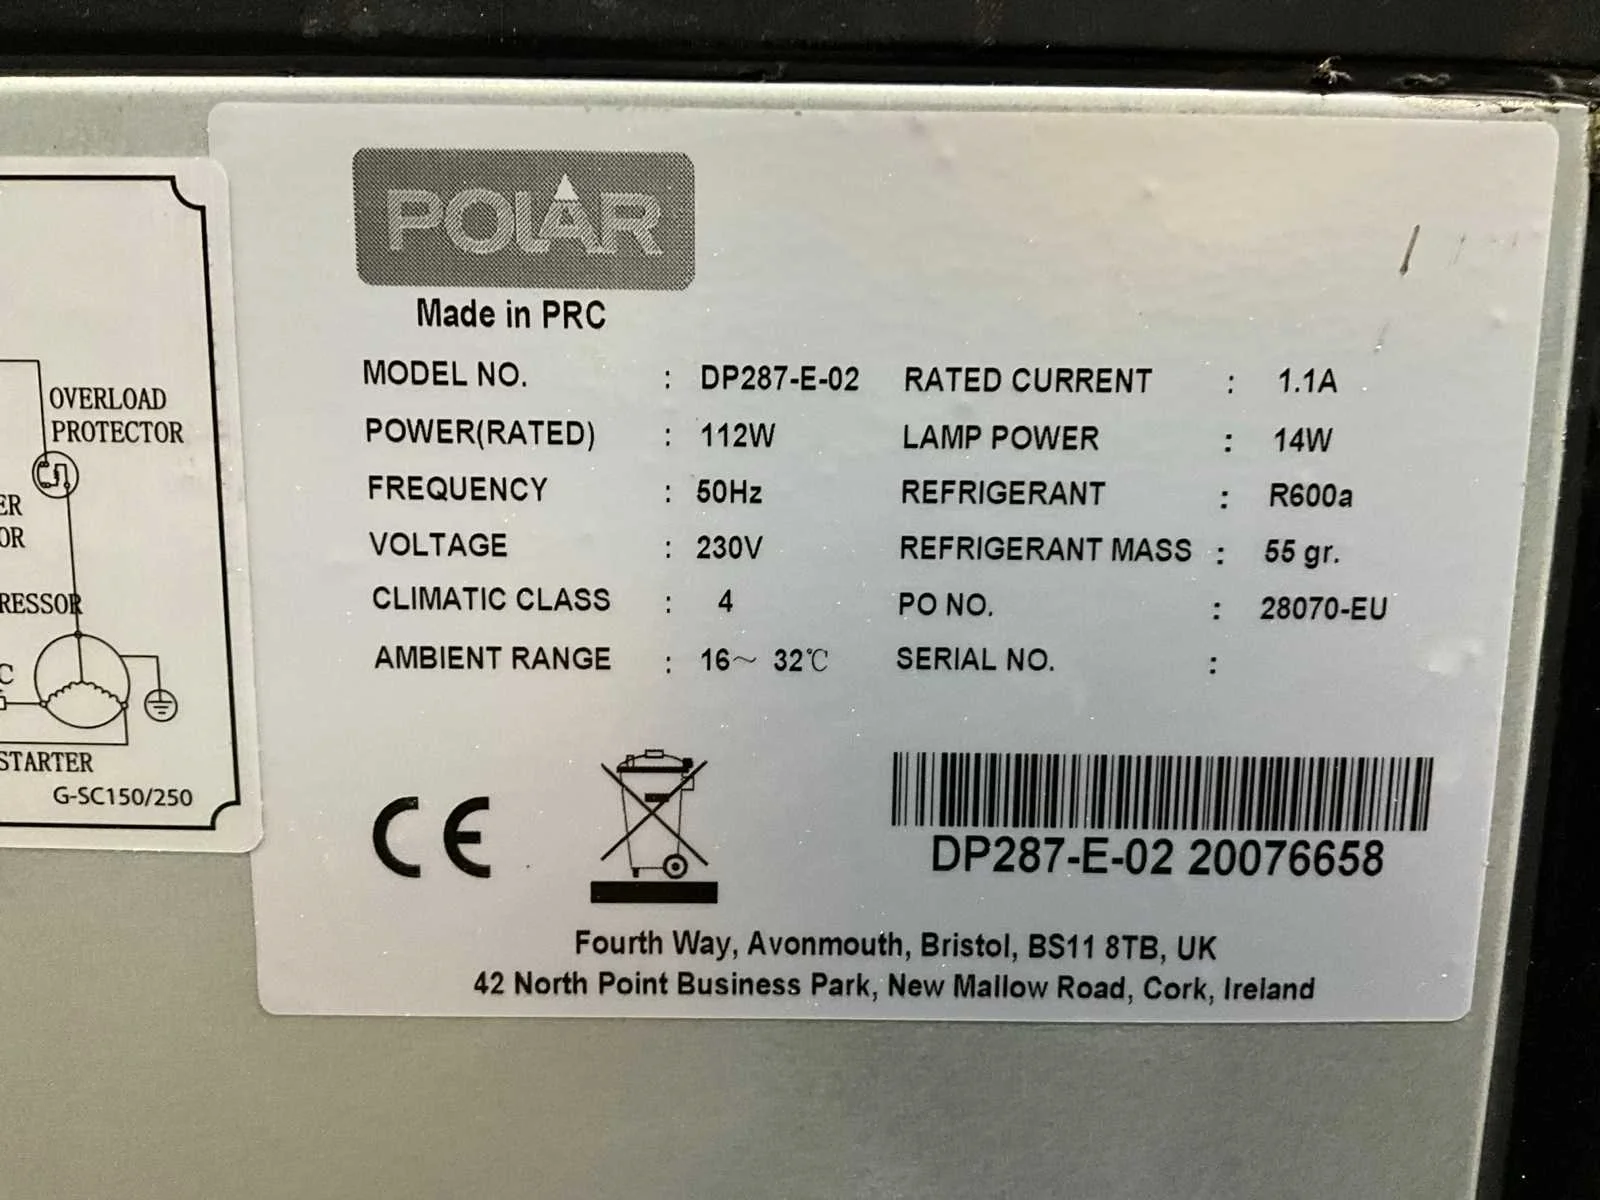 POLAR
Made in PRC
MODEL NO. : DP287-E-02 RATED CURRENT : 1.1A
POWER(RATED) : 112W LAMP POWER : 14W
FREQUENCY : 50Hz REFRIGERANT : R600a
VOLTAGE : 230V REFRIGERANT MASS : 55 gr.
CLIMATIC CLASS : 4 PO NO. : 28070-EU
AMBIENT RANGE : 16~ 32℃ SERIAL NO. :
CE
DP287-E-02 20076658
Fourth Way, Avonmouth, Bristol, BS11 8TB, UK
42 North Point Business Park, New Mallow Road, Cork, Ireland
OVERLOAD
PROTECTOR
STARTER
G-SC150/250